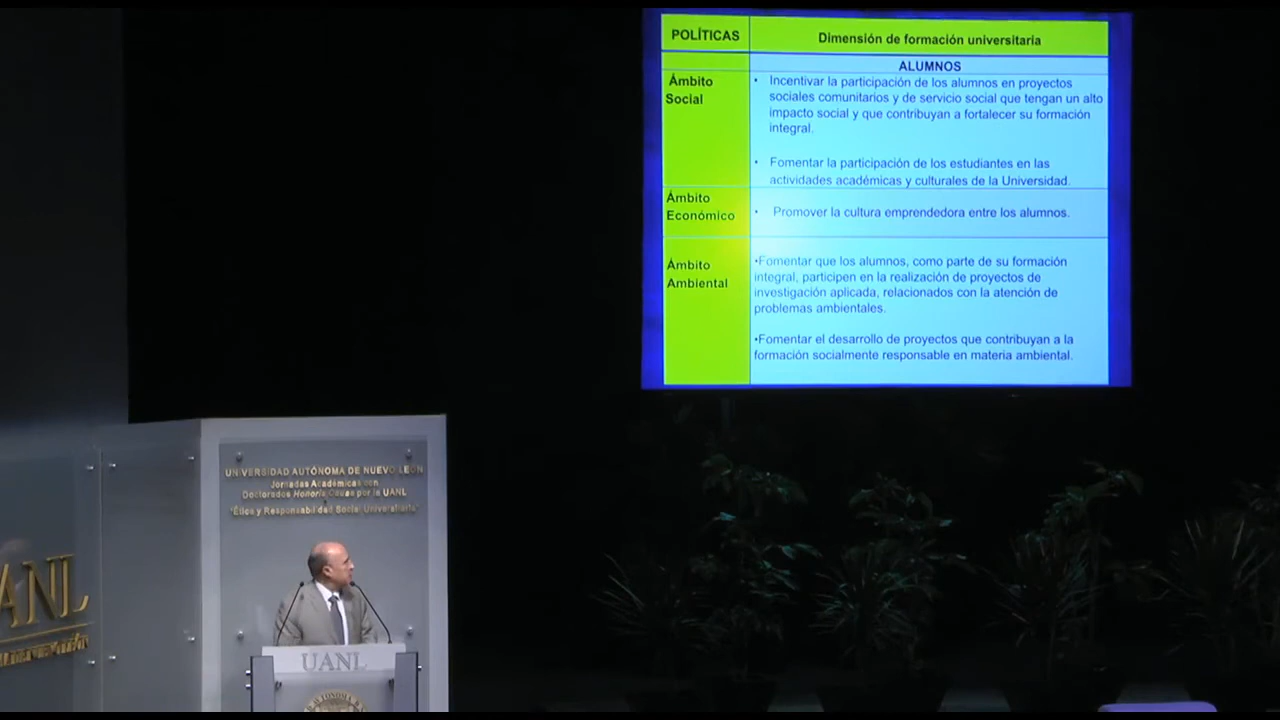 POLÍTICAS
Dimensión de formación universitaria
ALUMNOS
Ámbito
Social
• Incentivar la participación de los alumnos en proyectos
sociales comunitarios y de servicio social que tengan un alto
impacto social y que contribuyan a fortalecer su formación
integral.
• Fomentar la participación de los estudiantes en las
actividades académicas y culturales de la Universidad.
Ámbito
Económico
• Promover la cultura emprendedora entre los alumnos.
Ámbito
Ambiental
•Fomentar que los alumnos, como parte de su formación
integral, participen en la realización de proyectos de
investigación aplicada, relacionados con la atención de
problemas ambientales.
•Fomentar el desarrollo de proyectos que contribuyan a la
formación socialmente responsable en materia ambiental.
UNIVERSIDAD AUTÓNOMA DE NUEVO LEÓN
Jornadas Académicas con
Doctorados Honoris Causa por la UANL
"Ética y Responsabilidad Social Universitaria"
UANL
UANL